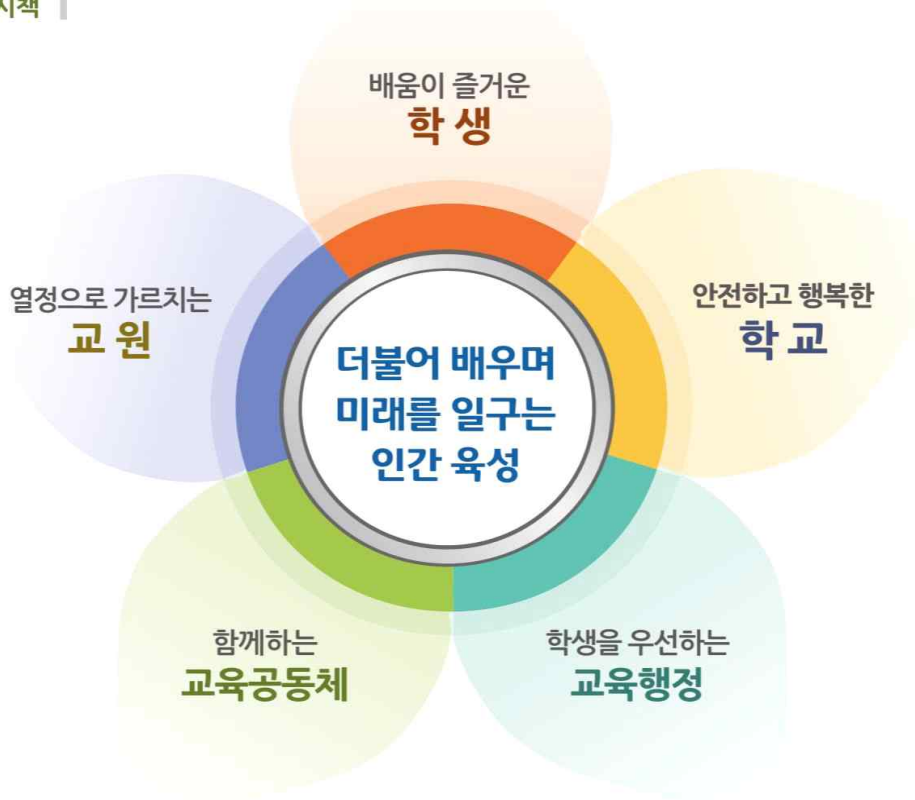 시책
배움이 즐거운
학 생
열정으로 가르치는
교 원
안전하고 행복한
학 교
더불어 배우며
미래를 일구는
인간 육성
함께하는
교육공동체
학생을 우선하는
교육행정